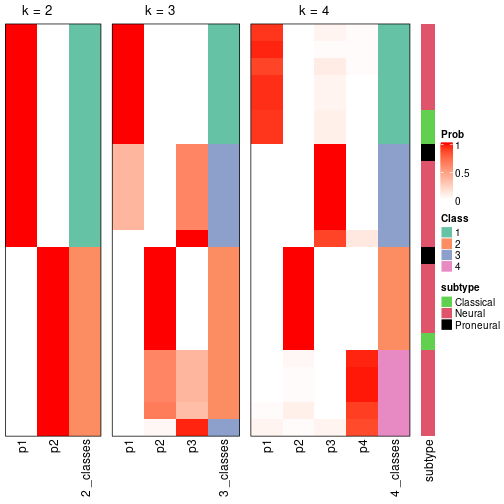 k = 2
k = 3
k = 4
Prob
1
0.5
0
Class
1
2
3
4
subtype
Classical
Neural
Proneural
p1
p2
2_classes
p1
p2
p3
3_classes
p1
p2
p3
p4
4_classes
subtype